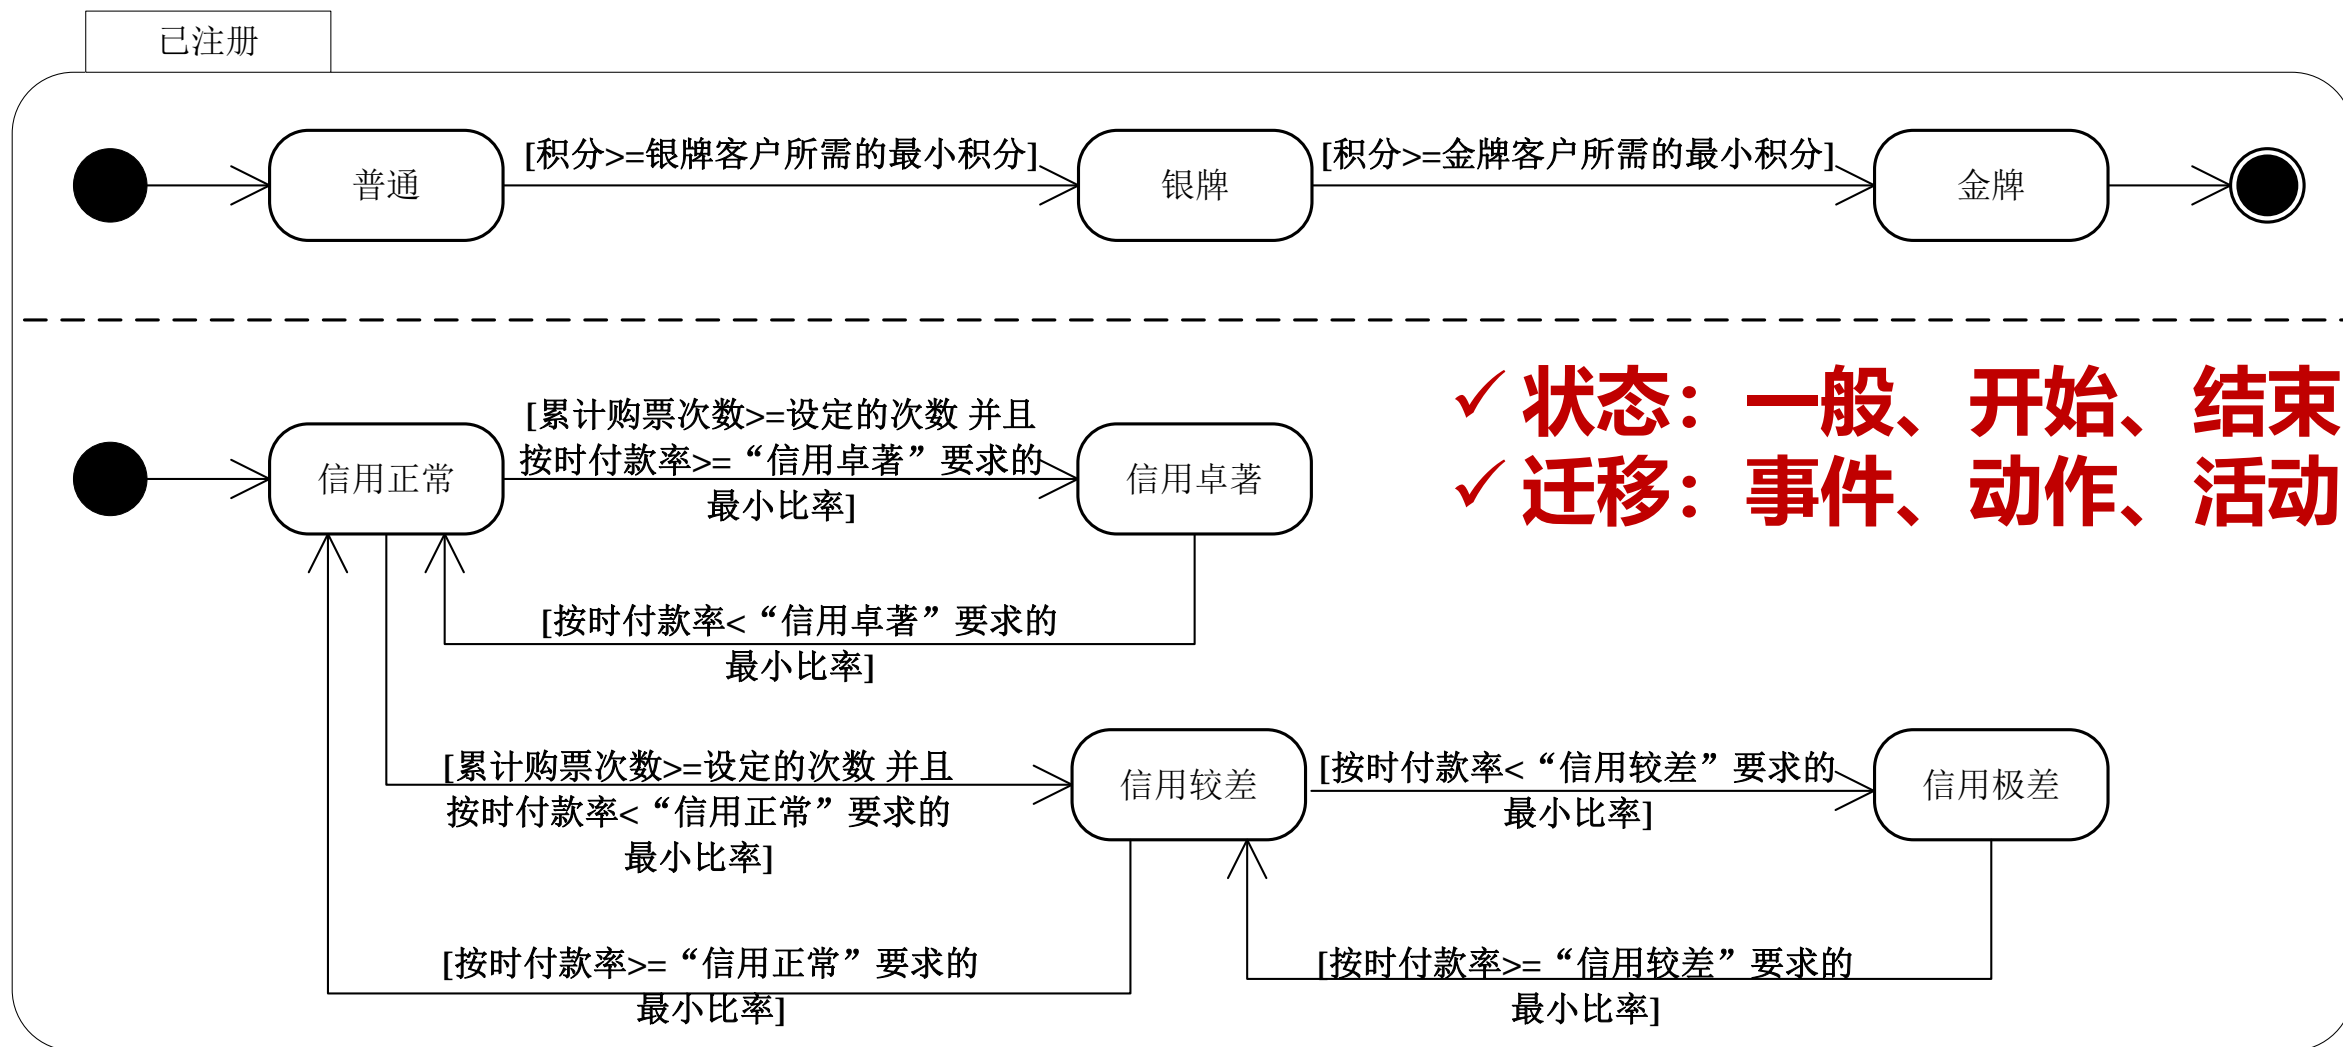 已注册
[积分>=银牌客户所需的最小积分]
[积分>=金牌客户所需的最小积分]
普通
银牌
金牌
✓ 状态：一般、开始、结束
✓ 迁移：事件、动作、活动
[累计购票次数>=设定的次数 并且
按时付款率>=“信用卓著”要求的
最小比率]
信用正常
信用卓著
[按时付款率<“信用卓著”要求的
最小比率]
[累计购票次数>=设定的次数 并且
按时付款率<“信用正常”要求的
最小比率]
信用较差
[按时付款率<“信用较差”要求的
最小比率]
信用极差
[按时付款率>=“信用正常”要求的
最小比率]
[按时付款率>=“信用较差”要求的
最小比率]